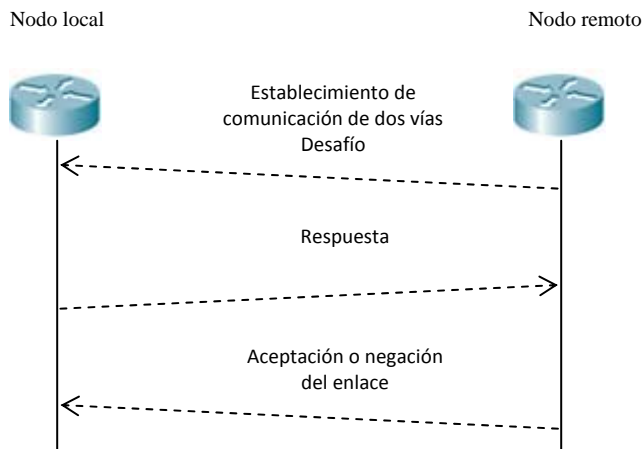 Nodo local
Nodo remoto
Establecimiento de
comunicación de dos vías
Desafío
Respuesta
Aceptación o negación
del enlace